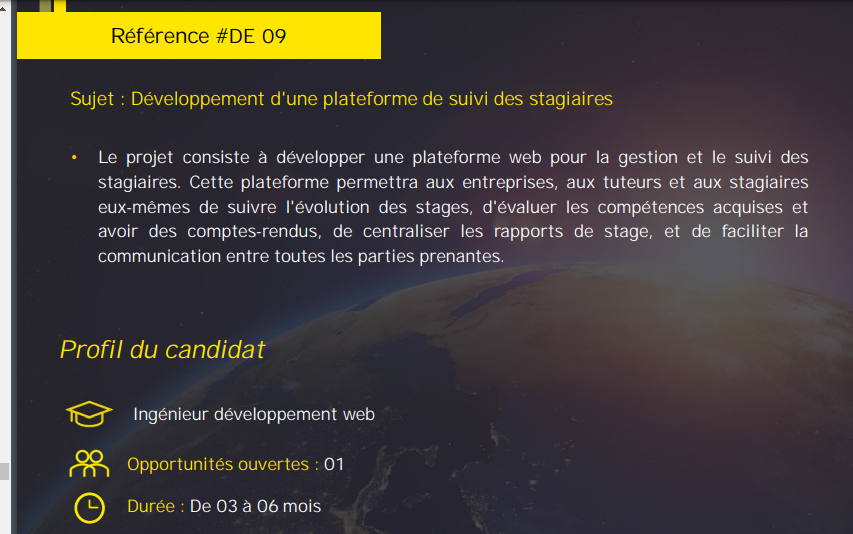 Référence #DE 09
Sujet : Développement d'une plateforme de suivi des stagiaires
• Le projet consiste à développer une plateforme web pour la gestion et le suivi des
stagiaires. Cette plateforme permettra aux entreprises, aux tuteurs et aux stagiaires
eux-mêmes de suivre l'évolution des stages, d'évaluer les compétences acquises et
avoir des comptes-rendus, de centraliser les rapports de stage, et de faciliter la
communication entre toutes les parties prenantes.
Profil du candidat
Ingénieur développement web
Opportunités ouvertes : 01
Durée : De 03 à 06 mois